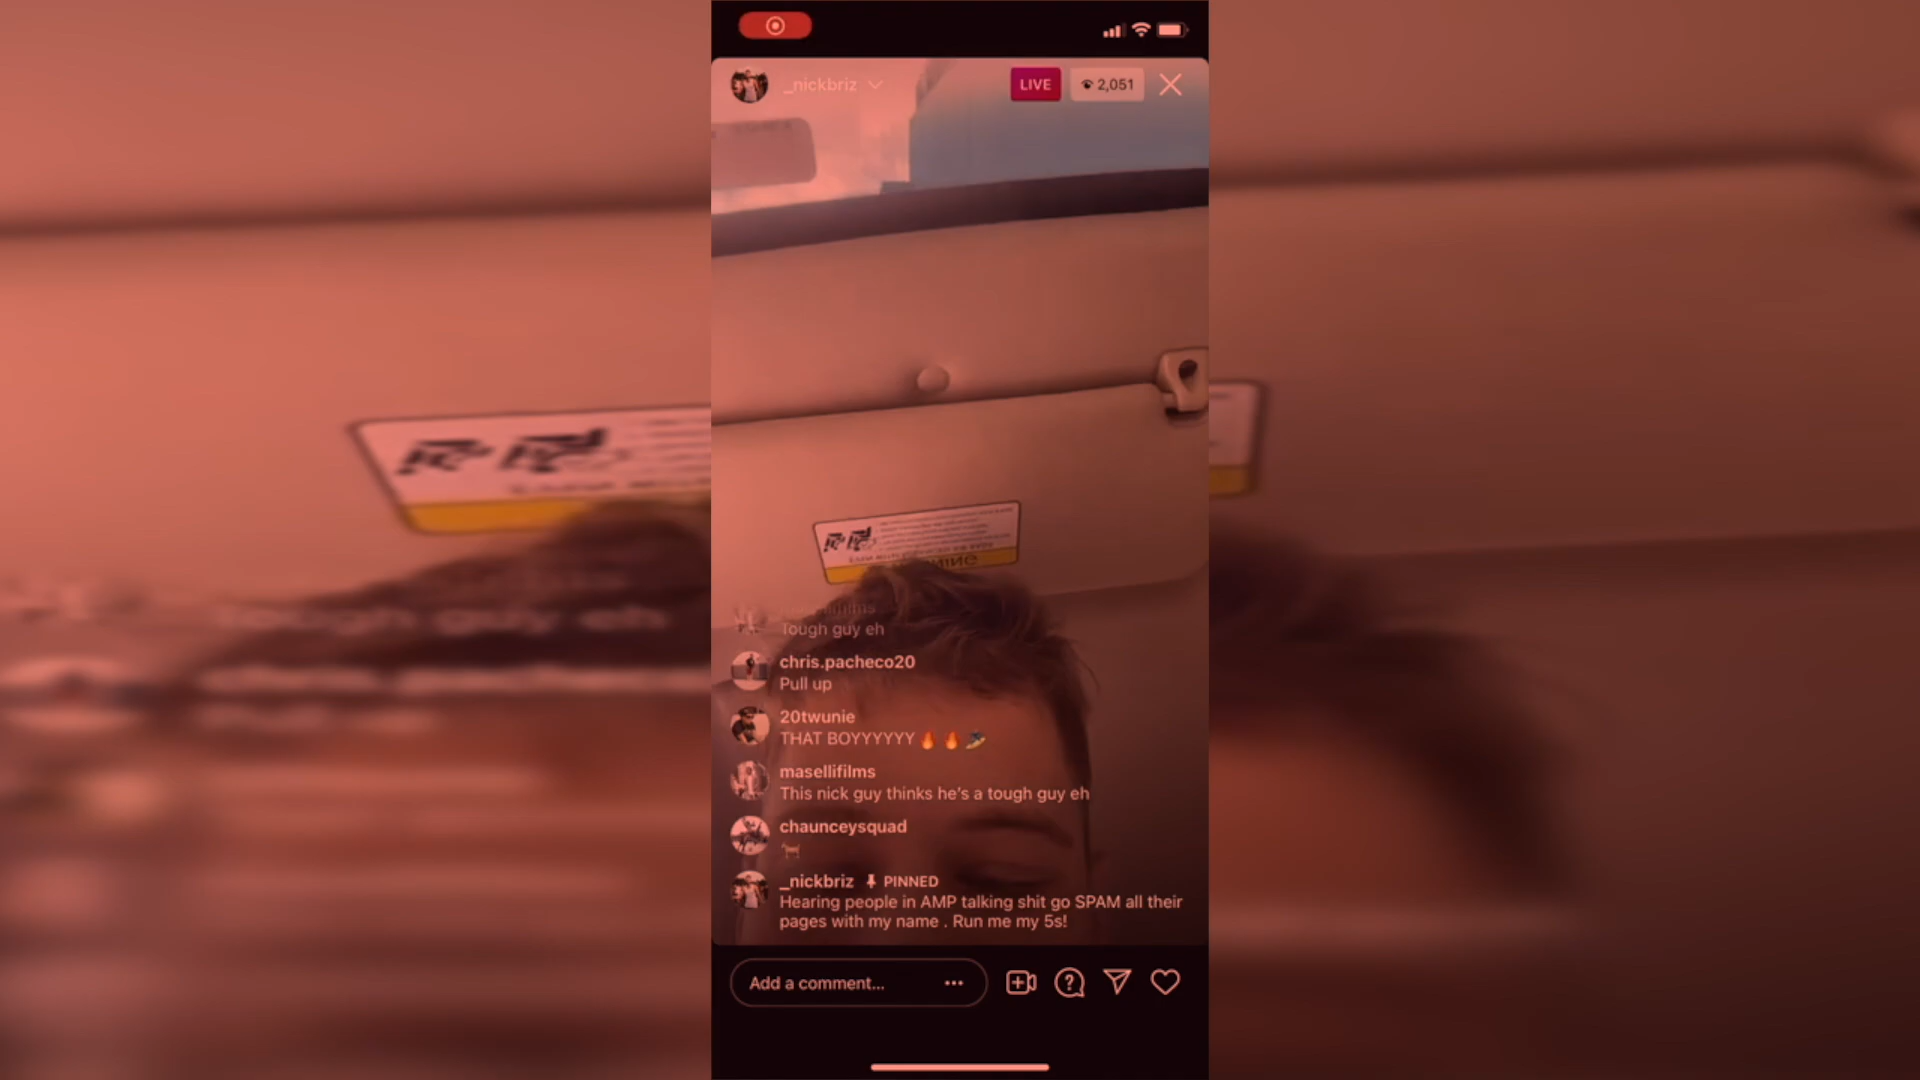 _nickbriz
LIVE
2,051
Tough guy eh
chris.pacheco20
Pull up
20twunie
THAT BOYYYYYY🔥🔥
masellifilms
This nick guy thinks he's a tough guy eh
chaunceysquad
_nickbriz PINNED
Hearing people in AMP talking shit go SPAM all their
pages with my name . Run me my 5s!
Add a comment...